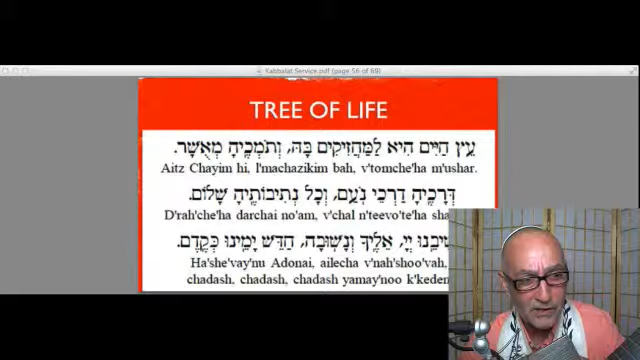 Kabbalat Service.pdf (page 56 of 69)
TREE OF LIFE
עֵץ חַיִּים הִיא לַמַּחֲזִיקִים בָּהּ, וְתֹמְכֶיהָ מְאֻשָּׁר.
Aitz Chayim hi, l'machazikim bah, v'tomche'ha m'ushar.
דְּרָכֶיהָ דַרְכֵי נֹעַם, וְכָל נְתִיבוֹתֶיהָ שָׁלוֹם.
D'rah'che'ha darchai no'am, v'chal n'teevo'te'ha
יְיָ, אֵלֶיךָ וְנָשׁוּבָה, חַדֵּשׁ יָמֵינוּ כְּקֶדֶם.
Ha'she'vay'nu Adonai, ailecha v'nah'shoo'vah,
chadash, chadash, chadash yamay'noo k'kedem